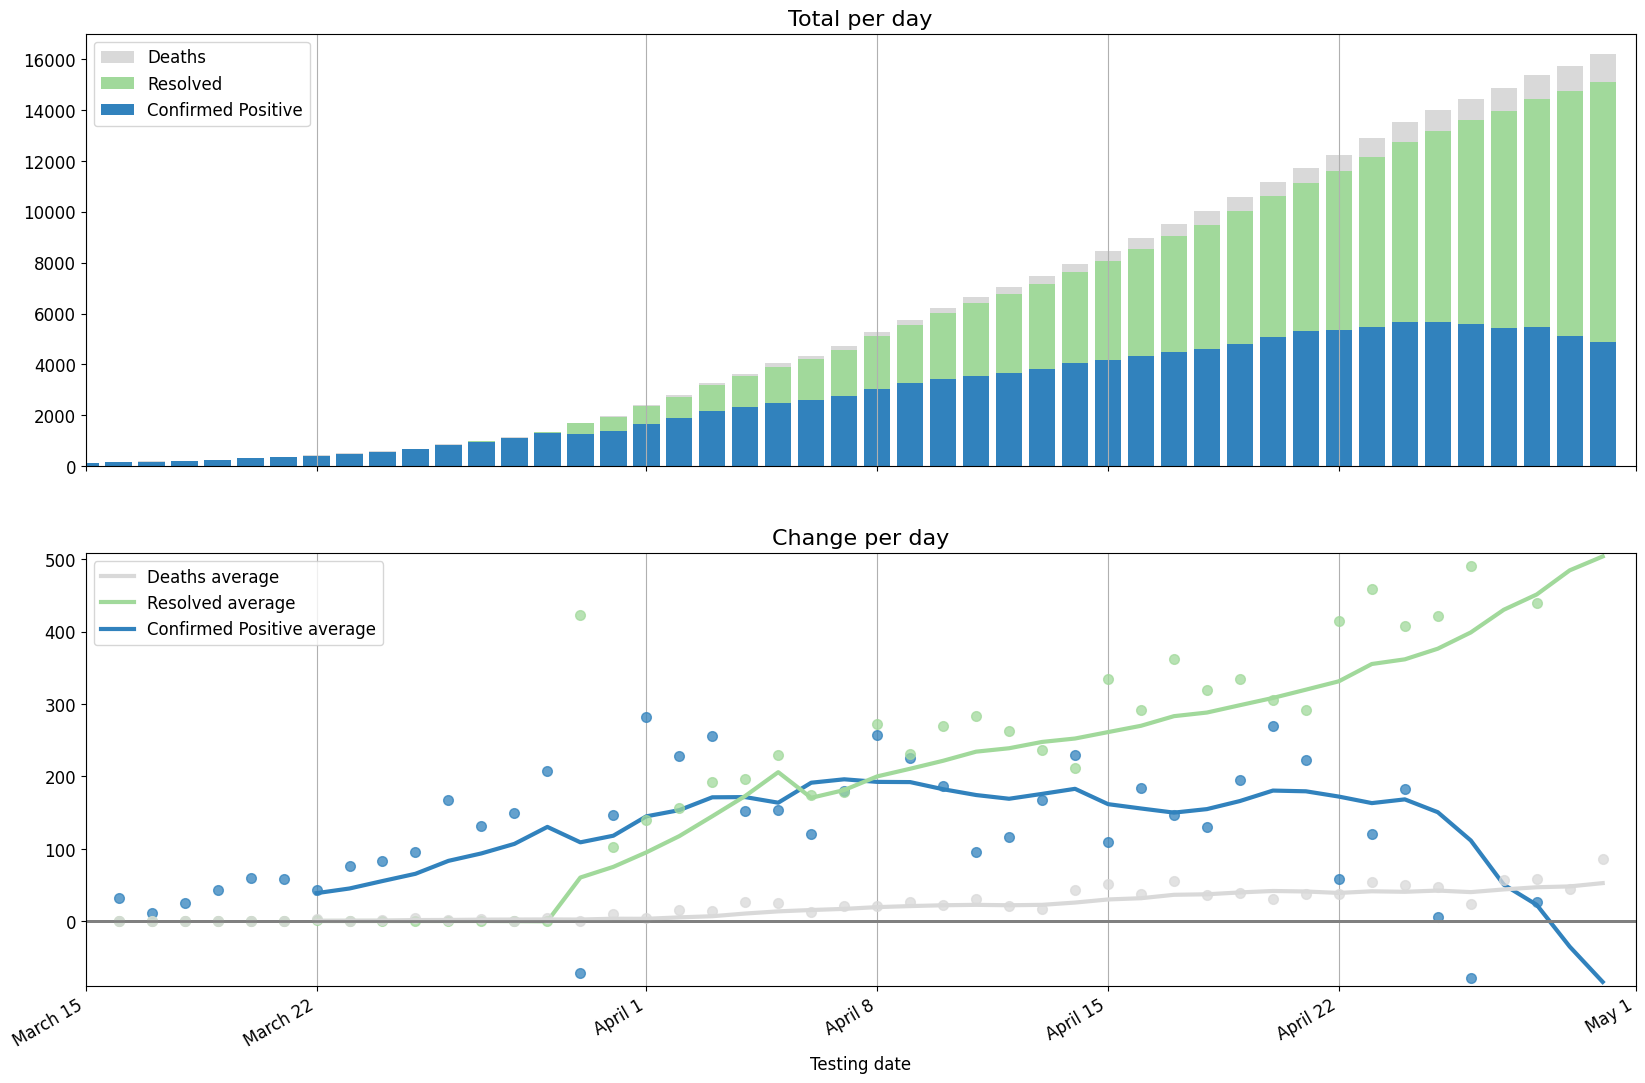 Total per day
Deaths
Resolved
Confirmed Positive
16000
14000
12000
10000
8000
6000
4000
2000
0
Change per day
Deaths average
Resolved average
Confirmed Positive average
500
400
300
200
100
0
March 15
March 22
April 1
April 8
April 15
April 22
May 1
Testing date